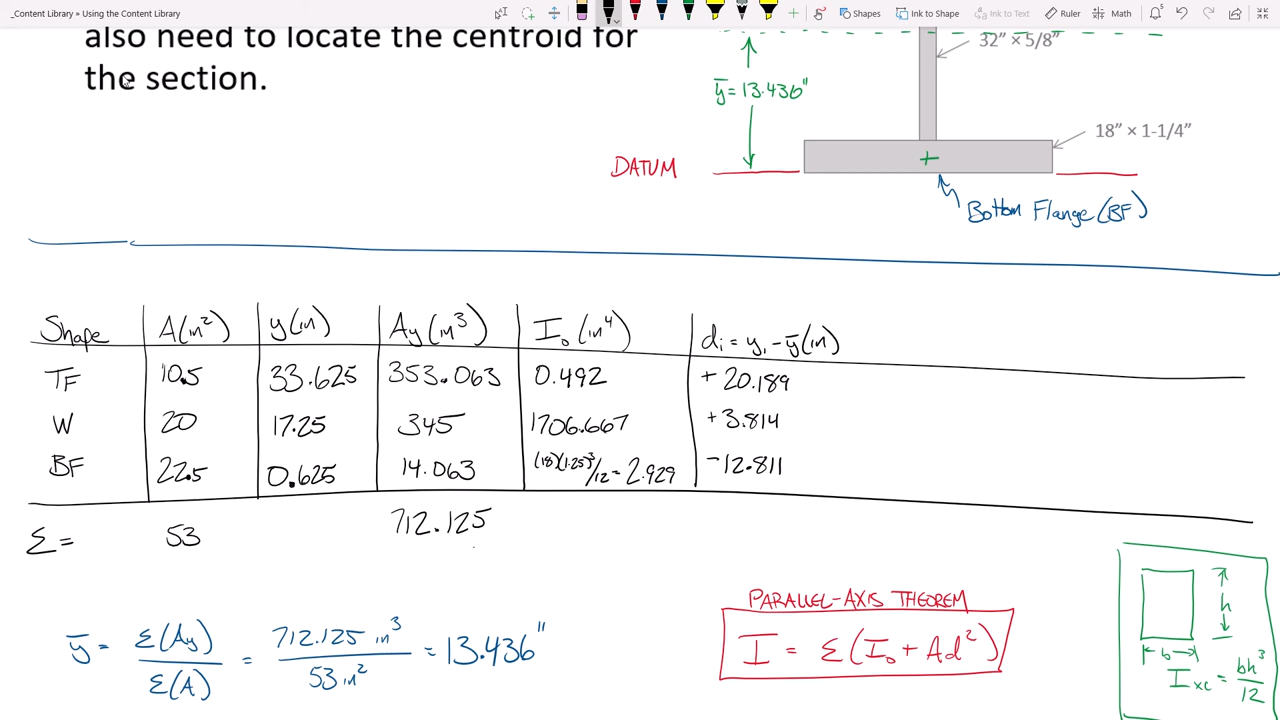 _Content Library » Using the Content Library
Shapes
Ink to Shape
Ink to Text
Ruler
Math
also need to locate the centroid for
the section.
32” × 5/8”
ȳ = 13.436"
18” × 1-1/4”
DATUM
Bottom Flange (BF)
Shape A(in²) y(in) Ay(in³) I₀(in⁴) di = yi - ȳ(in)
TF 10.5 33.625 353.063 0.492 + 20.189
W 20 17.25 345 1706.667 +3.814
BF 22.5 0.625 14.063 (18)(1.25)³/12 = 2.929 -12.811
Σ = 53 712.125
ȳ = Σ(Ay)/Σ(A) = 712.125 in³/53 in² = 13.436"
PARALLEL-AXIS THEOREM
I = Σ(I₀ + Ad²)
h
b
Ixc = bh³/12